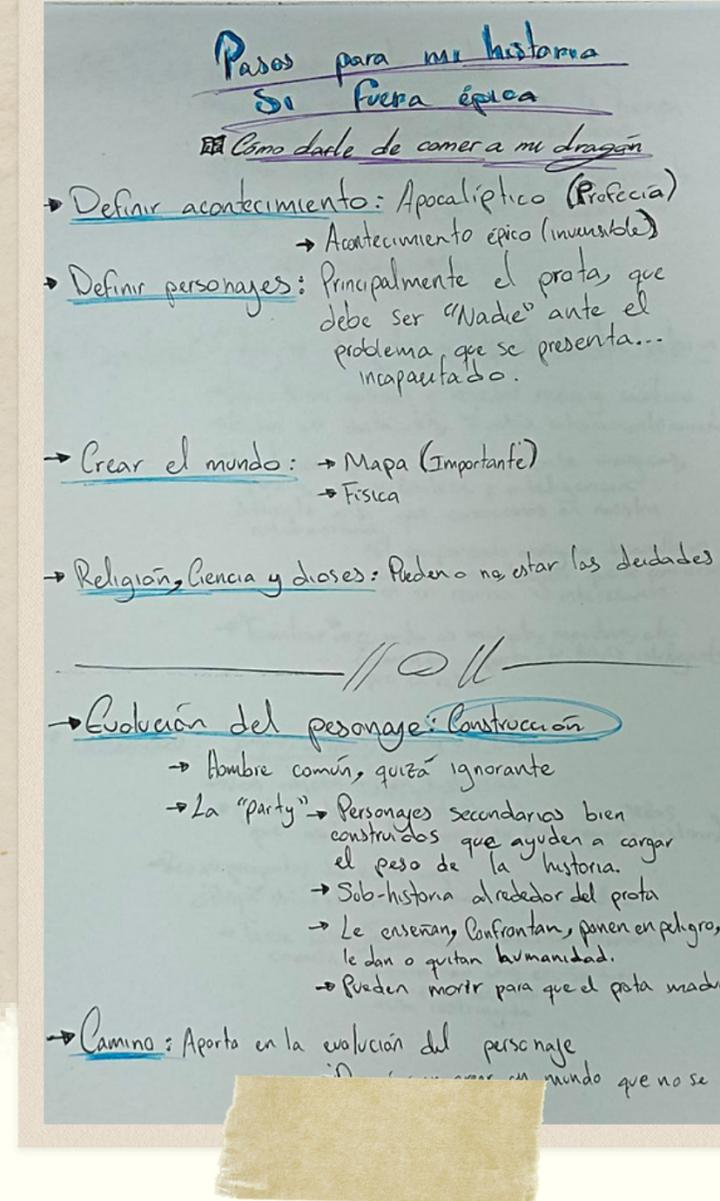 Pasos para mi historia
Si fuera épica
Cómo darle de comer a mi dragón
→ Definir acontecimiento: Apocalíptico (Profecía)
→ Acontecimiento épico (invensible)
→ Definir personajes: Principalmente el prota, que
debe ser "Nadie" ante el
problema, que se presenta...
incapacitado.
→ Crear el mundo: → Mapa (Importante)
→ Física
→ Religión, Ciencia y dioses: Pueden o no, estar las deidades
→ Evolución del pesonaje: Construcción
→ Hombre común, quizá ignorante
→ La "party" → Personajes secundarios bien
construidos que ayuden a cargar
el peso de la historia.
→ Sub-historia alrededor del prota
→ Le enseñan, Confrontan, ponen en peligro,
le dan o quitan humanidad.
→ Pueden morir para que el prota madu
→ Camino: Aporta en la evolución del personaje
mundo que no se